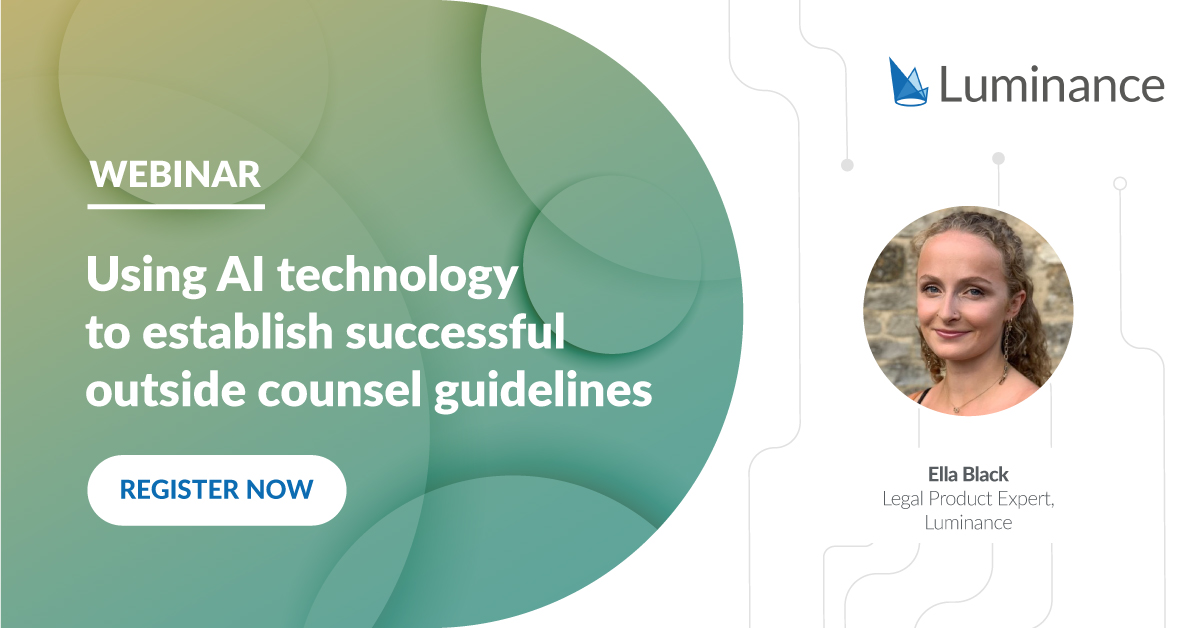 WEBINAR
Using AI technology
to establish successful
outside counsel guidelines
REGISTER NOW
Luminance
Ella Black
Legal Product Expert,
Luminance